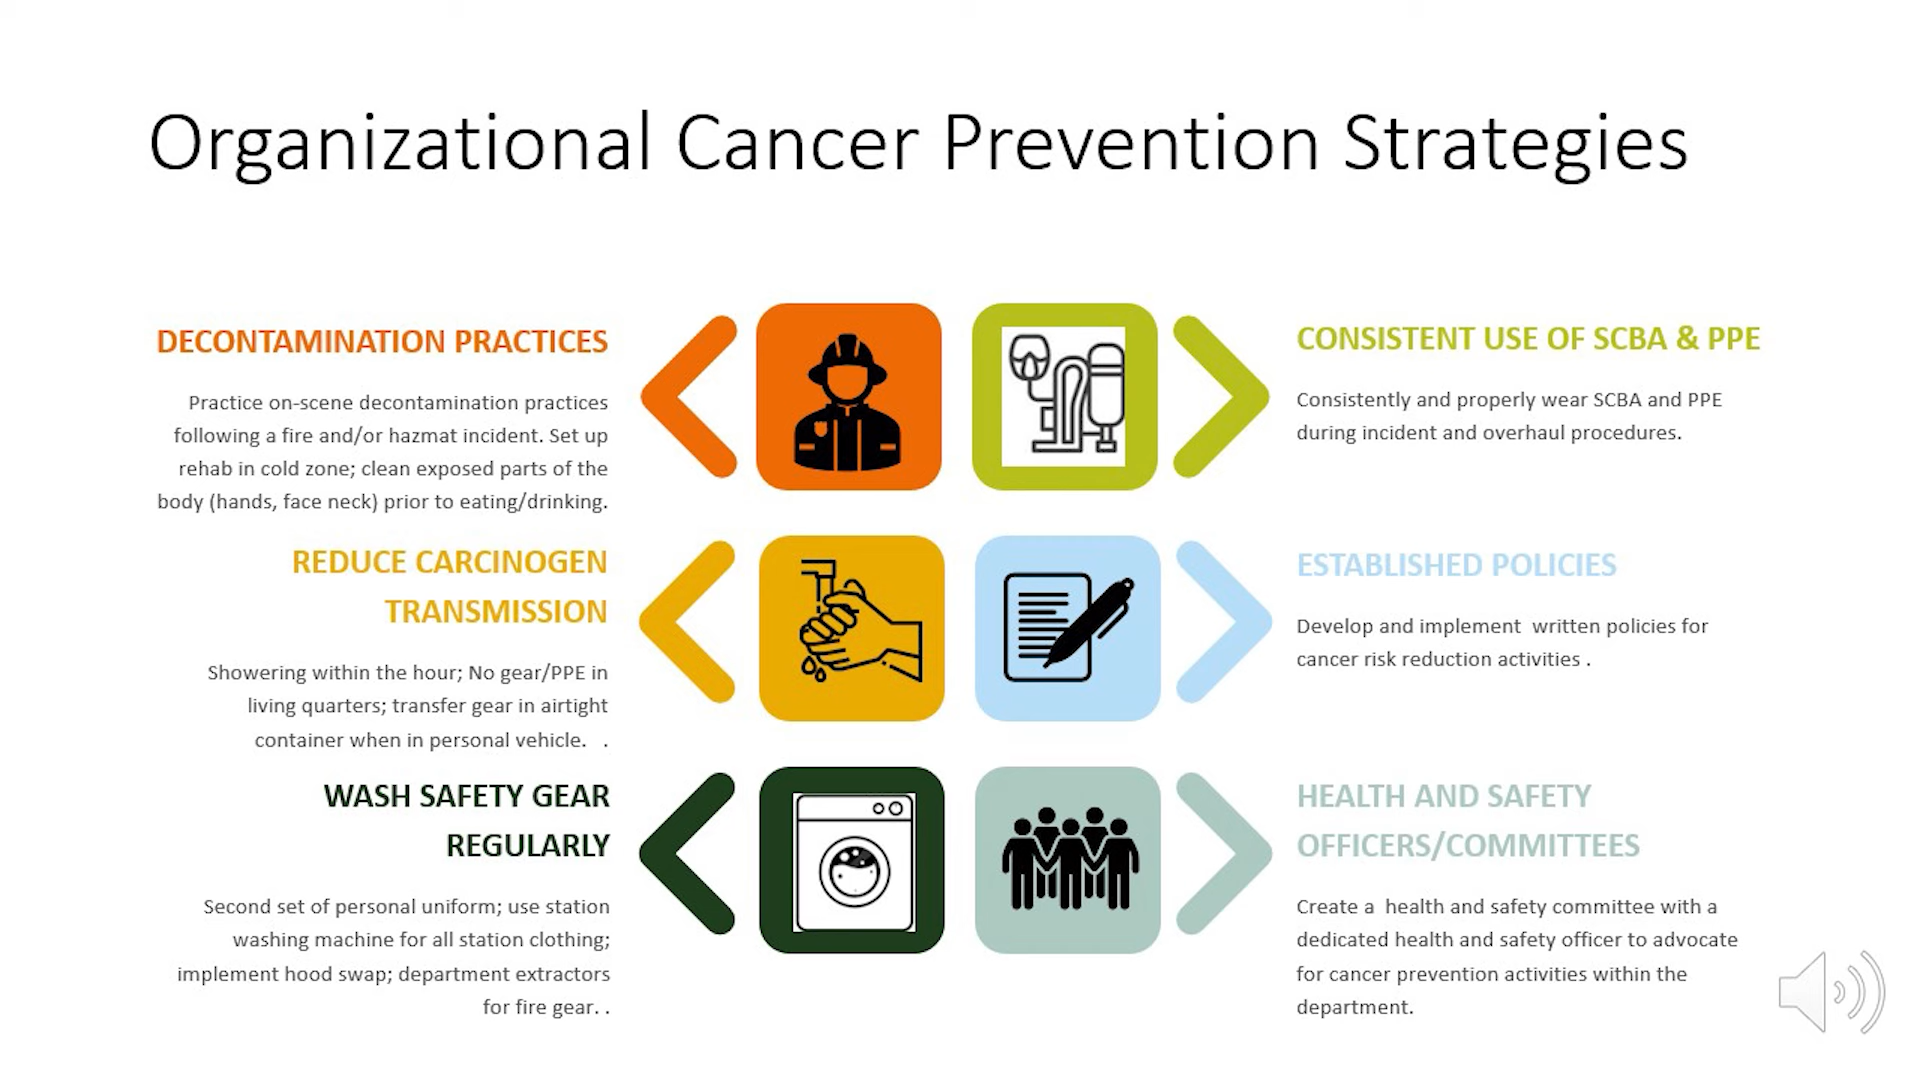 Organizational Cancer Prevention Strategies
DECONTAMINATION PRACTICES
Practice on-scene decontamination practices
following a fire and/or hazmat incident. Set up
rehab in cold zone; clean exposed parts of the
body (hands, face neck) prior to eating/drinking.
REDUCE CARCINOGEN
TRANSMISSION
Showering within the hour; No gear/PPE in
living quarters; transfer gear in airtight
container when in personal vehicle.   .
WASH SAFETY GEAR
REGULARLY
Second set of personal uniform; use station
washing machine for all station clothing;
implement hood swap; department extractors
for fire gear. .
CONSISTENT USE OF SCBA & PPE
Consistently and properly wear SCBA and PPE
during incident and overhaul procedures.
ESTABLISHED POLICIES
Develop and implement  written policies for
cancer risk reduction activities .
HEALTH AND SAFETY
OFFICERS/COMMITTEES
Create a  health and safety committee with a
dedicated health and safety officer to advocate
for cancer prevention activities within the
department.